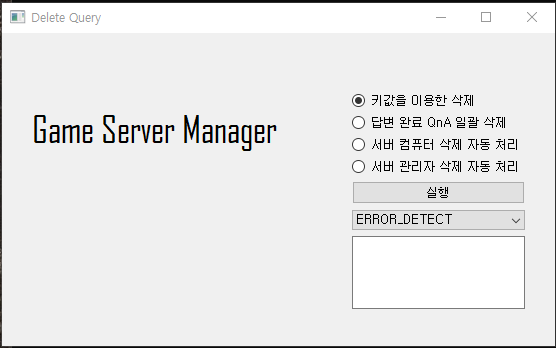 Delete Query
Game Server Manager
키값을 이용한 삭제
답변 완료 QnA 일괄 삭제
서버 컴퓨터 삭제 자동 처리
서버 관리자 삭제 자동 처리
실행
ERROR_DETECT